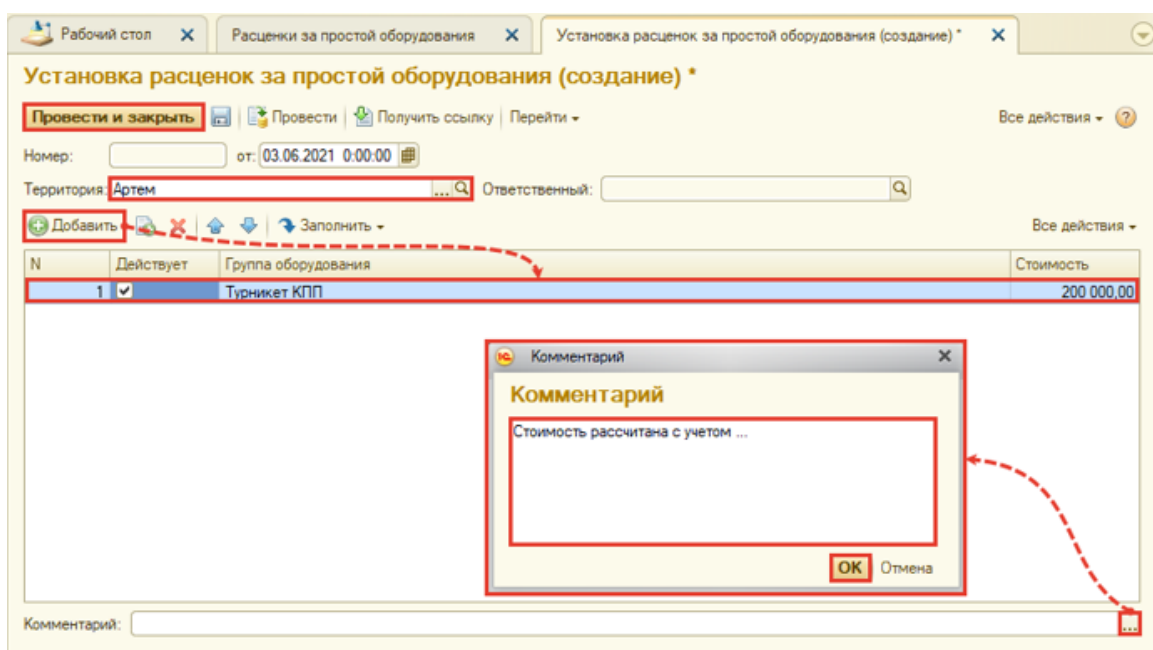 Рабочий стол
Расценки за простой оборудования
Установка расценок за простой оборудования (создание) *
Установка расценок за простой оборудования (создание) *
Провести и закрыть Провести Получить ссылку Перейти Все действия ?
Номер: от: 03.06.2021 0:00:00
Территория: Артем ... Ответственный:
Добавить Заполнить Все действия
N Действует Группа оборудования Стоимость
1 Турникет КПП 200 000,00
1С Комментарий
Комментарий
Стоимость рассчитана с учетом ...
OK Отмена
Комментарий: ...